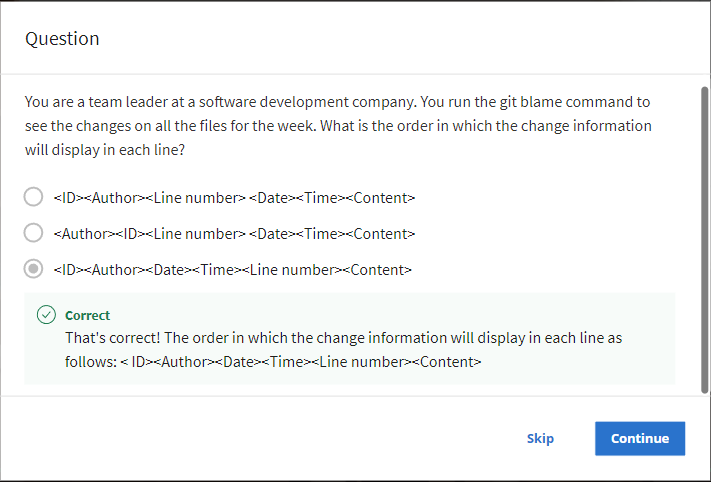 Question
You are a team leader at a software development company. You run the git blame command to
see the changes on all the files for the week. What is the order in which the change information
will display in each line?
<ID><Author><Line number> <Date><Time><Content>
<Author><ID><Line number> <Date><Time><Content>
<ID><Author><Date><Time><Line number><Content>
Correct
That's correct! The order in which the change information will display in each line as
follows: < ID><Author><Date><Time><Line number><Content>
Skip
Continue